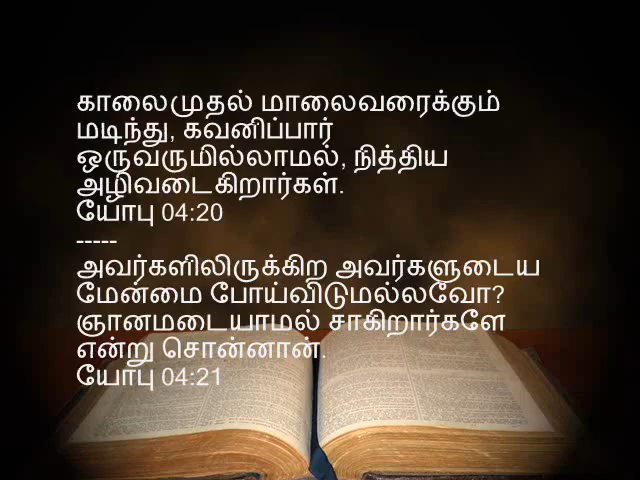 காலைமுதல் மாலைவரைக்கும்
மடிந்து, கவனிப்பார்
ஒருவருமில்லாமல், நித்திய
அழிவடைகிறார்கள்.
யோபு 04:20
-----
அவர்களிலிருக்கிற அவர்களுடைய
மேன்மை போய்விடுமல்லவோ?
ஞானமடையாமல் சாகிறார்களே
என்று சொன்னான்.
யோபு 04:21